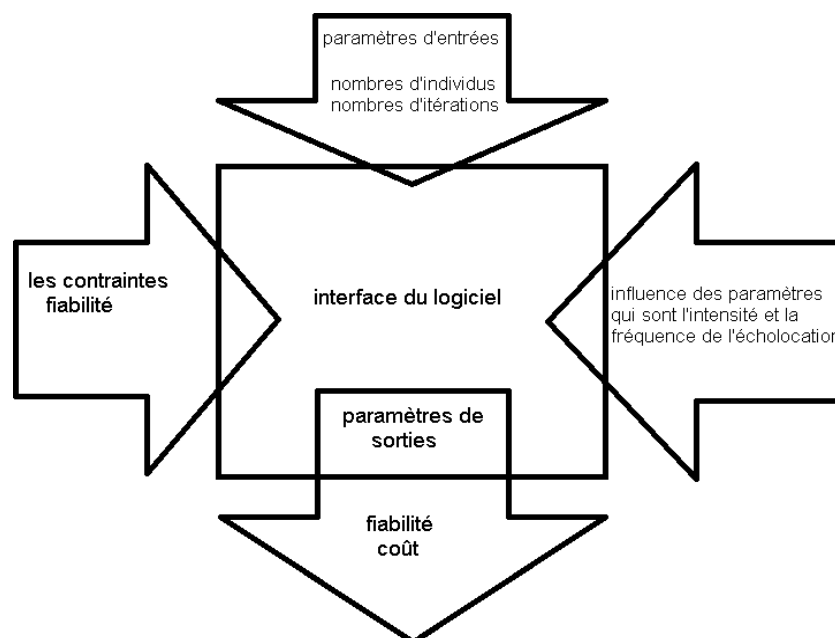 paramètres d'entrées
nombres d'individus
nombres d'itérations
les contraintes
fiabilité
interface du logiciel
influence des paramètres
qui sont l'intensité et la
fréquence de l'écholocation
paramètres de
sorties
fiabilité
coût